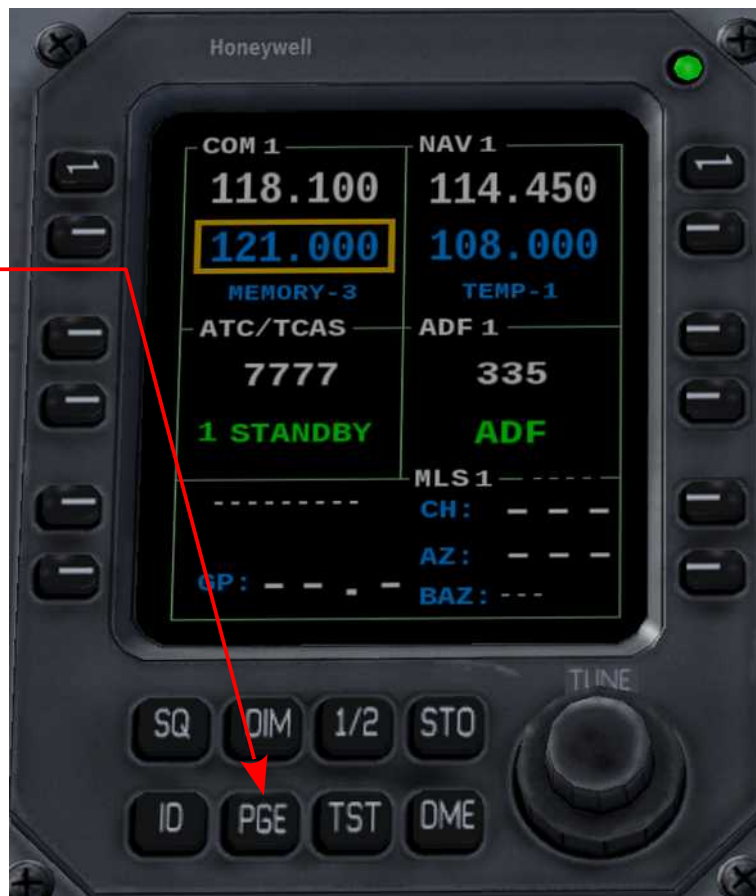 Honeywell
COM 1 NAV 1
118.100 114.450
121.000 108.000
MEMORY-3 TEMP-1
ATC/TCAS ADF 1
7777 335
1 STANDBY ADF
MLS 1 -----
--------- CH: – – –
AZ: – – –
GP: – – . – BAZ: ---
TUNE
SQ DIM 1/2 STO
ID PGE TST DME